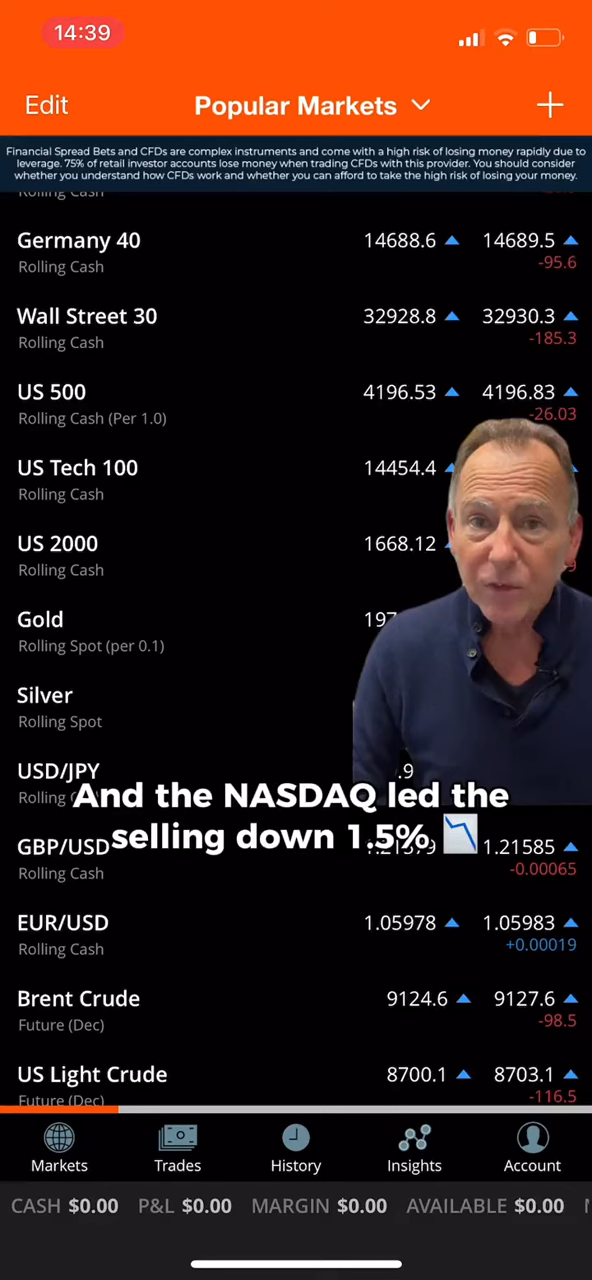 14:39
Edit
Popular Markets
Financial Spread Bets and CFDs are complex instruments and come with a high risk of losing money rapidly due to
leverage. 75% of retail investor accounts lose money when trading CFDs with this provider. You should consider
whether you understand how CFDs work and whether you can afford to take the high risk of losing your money.
Rolling Cash
Germany 40 14688.6 14689.5
Rolling Cash -95.6
Wall Street 30 32928.8 32930.3
Rolling Cash -185.3
US 500 4196.53 4196.83
Rolling Cash (Per 1.0) -26.03
US Tech 100 14454.4
Rolling Cash
US 2000 1668.12
Rolling Cash
Gold 197
Rolling Spot (per 0.1)
Silver
Rolling Spot
USD/JPY .9
Rolling
And the NASDAQ led the
selling down 1.5% 📉
GBP/USD 1.21585
Rolling Cash -0.00065
EUR/USD 1.05978 1.05983
Rolling Cash +0.00019
Brent Crude 9124.6 9127.6
Future (Dec) -98.5
US Light Crude 8700.1 8703.1
Future (Dec) -116.5
Markets Trades History Insights Account
CASH $0.00 P&L $0.00 MARGIN $0.00 AVAILABLE $0.00